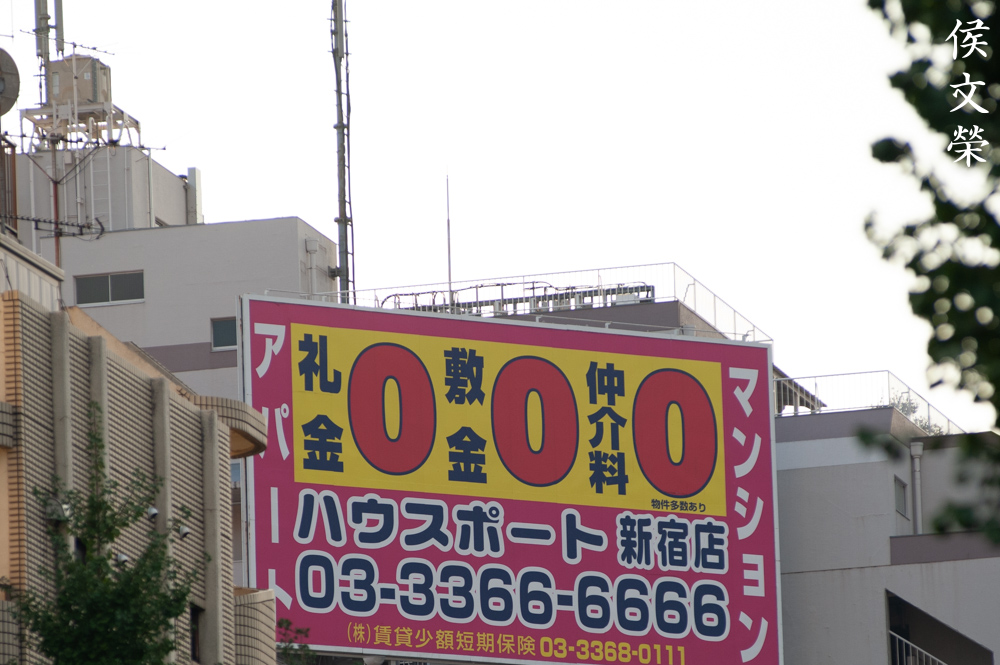 侯文榮
アパート
礼金0
敷金0
仲介料0
物件多数あり
マンション
ハウスポート 新宿店
03-3366-6666
(株)賃貸少額短期保険 03-3368-0111